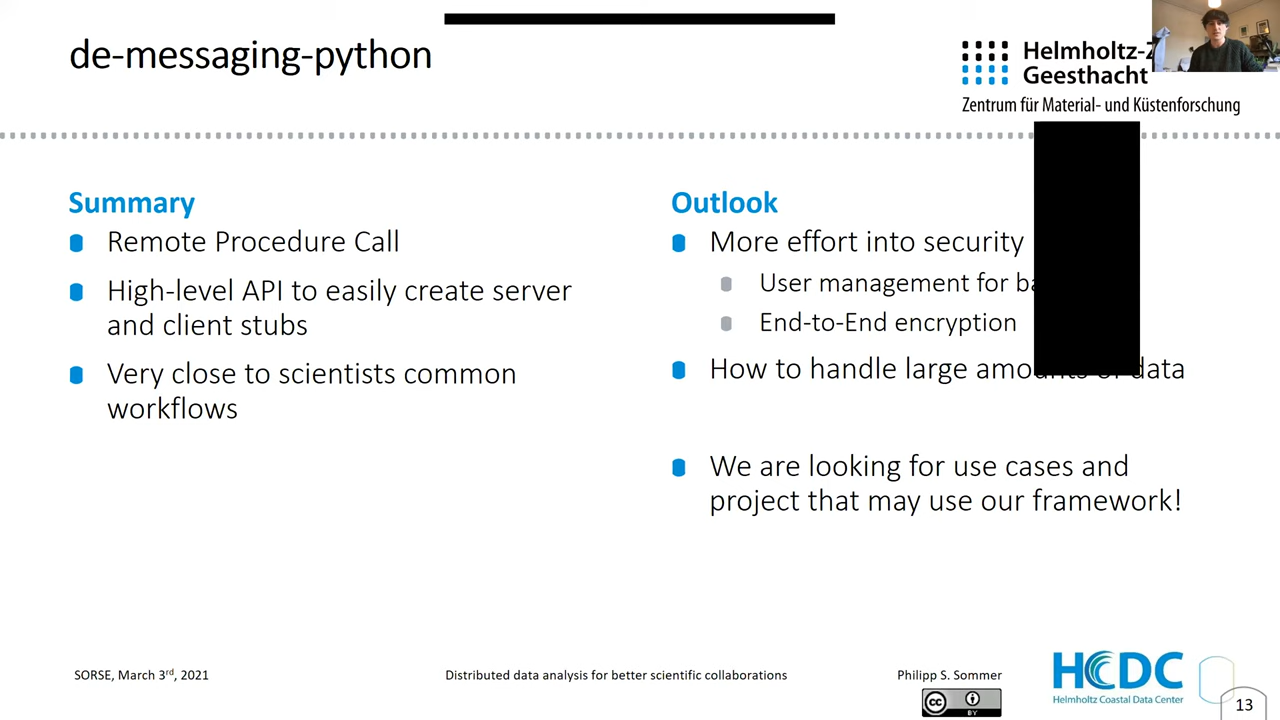 de-messaging-python
Helmholtz-Z
Geesthacht
Zentrum für Material- und Küstenforschung
Summary
Remote Procedure Call
High-level API to easily create server
and client stubs
Very close to scientists common
workflows
Outlook
More effort into security
User management for
End-to-End encryption
How to handle large amounts of data
We are looking for use cases and
project that may use our framework!
SORSE, March 3rd, 2021
Distributed data analysis for better scientific collaborations
Philipp S. Sommer
cc
BY
HCDC
Helmholtz Coastal Data Center
13